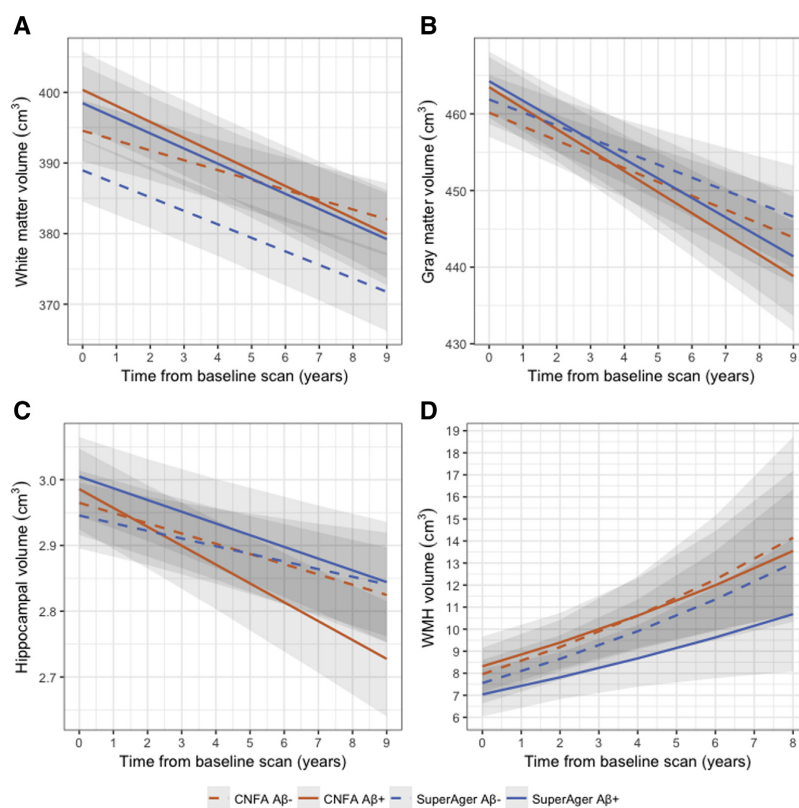 A
White matter volume (cm³)
400
390
380
370
0 1 2 3 4 5 6 7 8 9
Time from baseline scan (years)
B
Gray matter volume (cm³)
460
450
440
430
0 1 2 3 4 5 6 7 8 9
Time from baseline scan (years)
C
Hippocampal volume (cm³)
3.0
2.9
2.8
2.7
0 1 2 3 4 5 6 7 8 9
Time from baseline scan (years)
D
WMH volume (cm³)
19
18
17
16
15
14
13
12
11
10
9
8
7
6
0 1 2 3 4 5 6 7 8
Time from baseline scan (years)
CNFA Aβ- CNFA Aβ+ SuperAger Aβ- SuperAger Aβ+